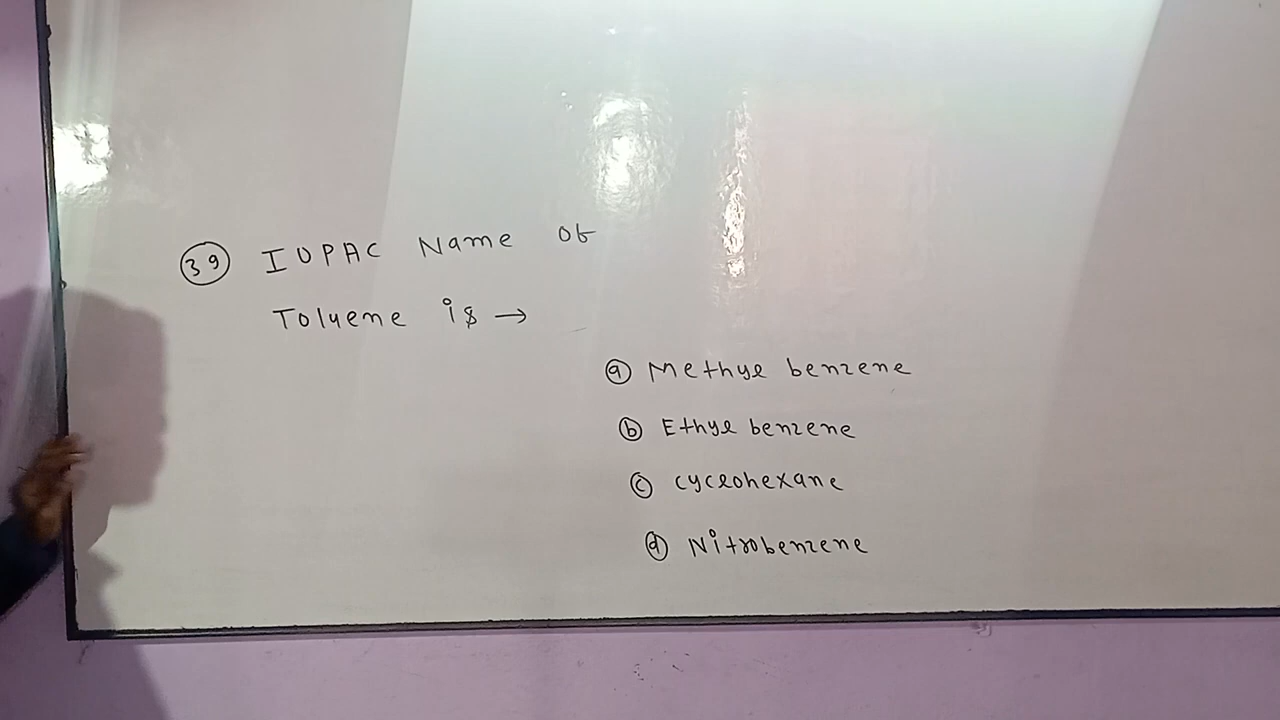 39 IUPAC Name of
Toluene is →
a Methyl benzene
b Ethyl benzene
c cyclohexane
d Nitrobenzene